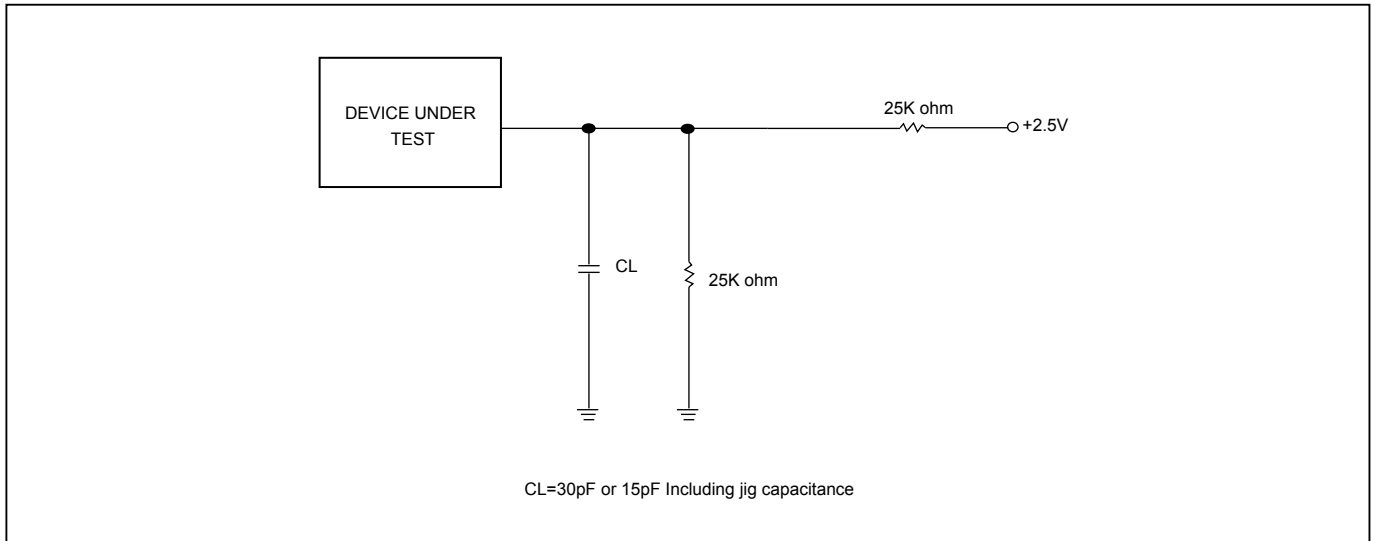 DEVICE UNDER
TEST
25K ohm
+2.5V
CL
25K ohm
CL=30pF or 15pF Including jig capacitance